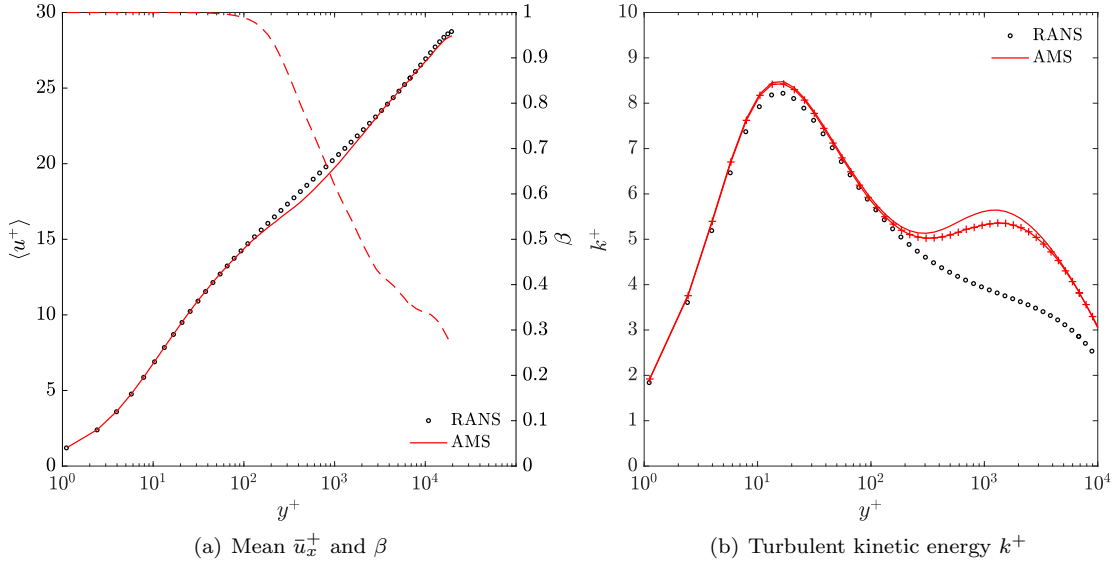 30
25
20
15
10
5
0
⟨u⁺⟩
1
0.9
0.8
0.7
0.6
0.5
0.4
0.3
0.2
0.1
0
β
RANS
AMS
10⁰ 10¹ 10² 10³ 10⁴
y⁺
(a) Mean ū⁺ₓ and β
10
9
8
7
6
5
4
3
2
1
0
k⁺
RANS
AMS
10⁰ 10¹ 10² 10³ 10⁴
y⁺
(b) Turbulent kinetic energy k⁺